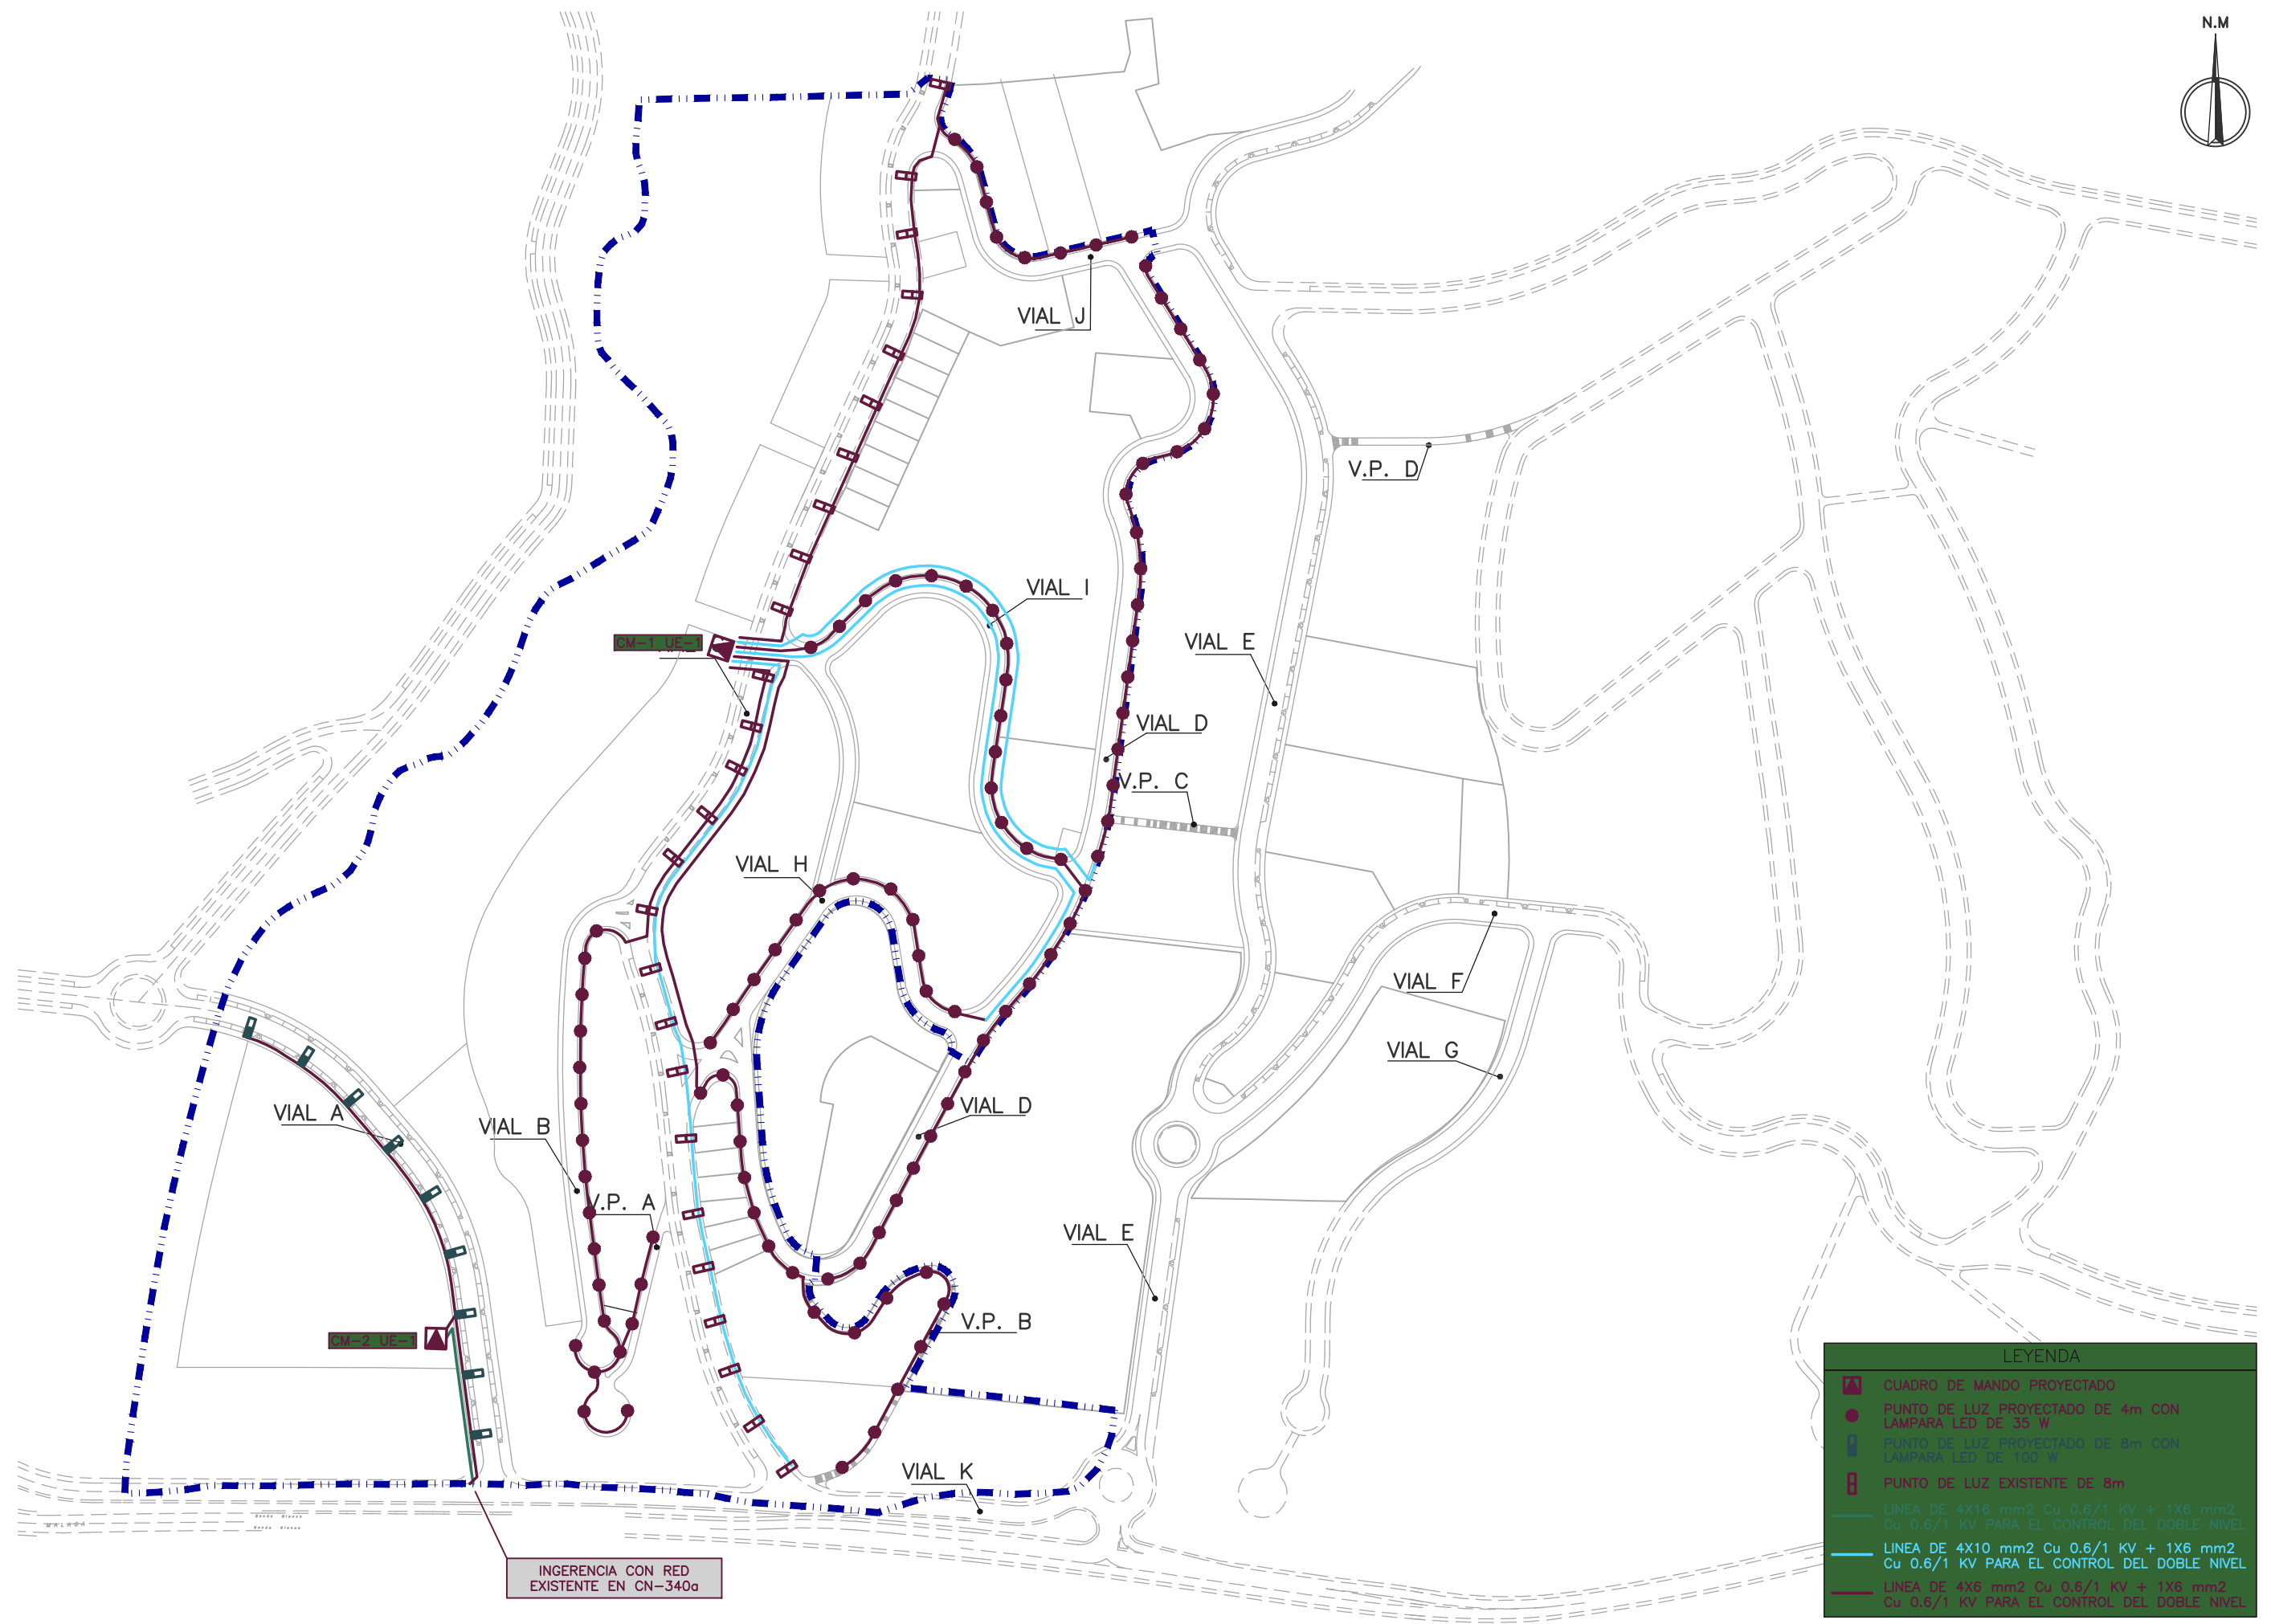 N.M
VIAL J
V.P. D
VIAL I
CM-1 UE-1
VIAL E
VIAL D
V.P. C
VIAL H
VIAL F
VIAL G
VIAL A
VIAL B
VIAL D
V.P. A
VIAL E
V.P. B
CM-2 UE-1
VIAL K
MALAGA
INGERENCIA CON RED
EXISTENTE EN CN-340a
LEYENDA
CUADRO DE MANDO PROYECTADO
PUNTO DE LUZ PROYECTADO DE 4m CON
LAMPARA LED DE 35 W
PUNTO DE LUZ PROYECTADO DE 8m CON
LAMPARA LED DE 100 W
PUNTO DE LUZ EXISTENTE DE 8m
LINEA DE 4X16 mm2 Cu 0.6/1 KV + 1X6 mm2
Cu 0.6/1 KV PARA EL CONTROL DEL DOBLE NIVEL
LINEA DE 4X10 mm2 Cu 0.6/1 KV + 1X6 mm2
Cu 0.6/1 KV PARA EL CONTROL DEL DOBLE NIVEL
LINEA DE 4X6 mm2 Cu 0.6/1 KV + 1X6 mm2
Cu 0.6/1 KV PARA EL CONTROL DEL DOBLE NIVEL